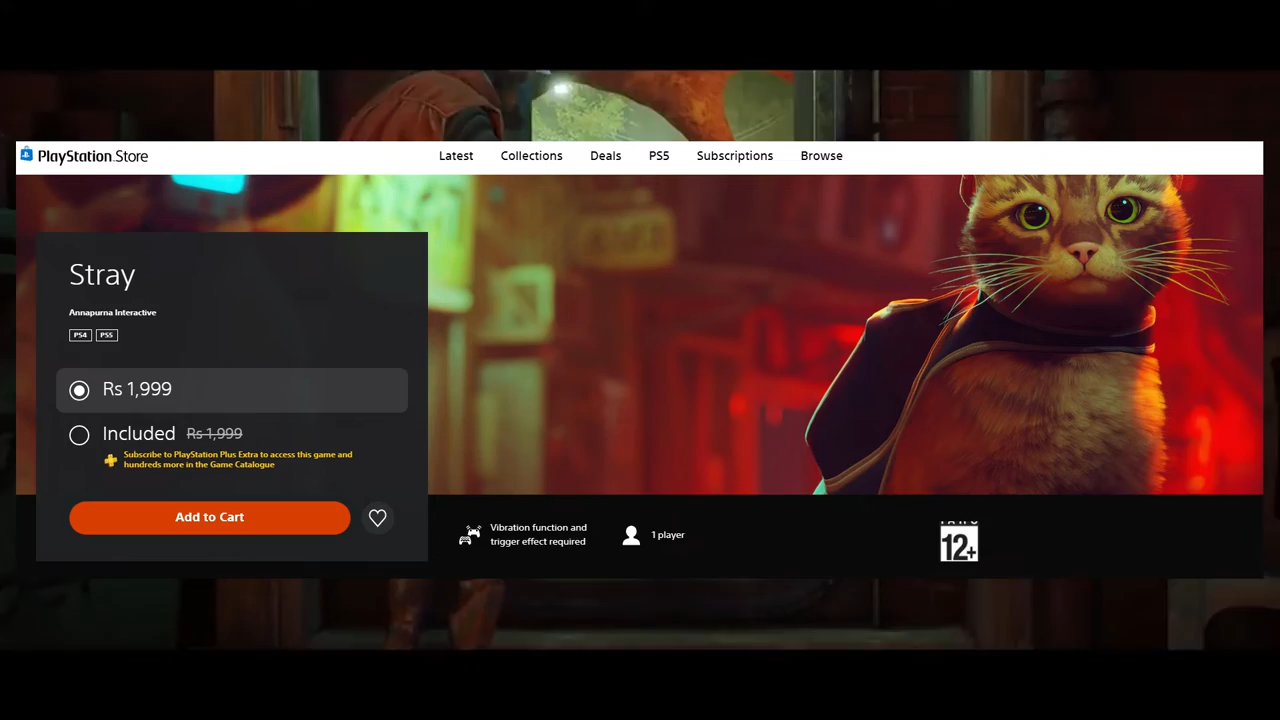 PlayStation Store
Latest Collections Deals PS5 Subscriptions Browse
Stray
Annapurna Interactive
PS4 PS5
Rs 1,999
Included Rs 1,999
Subscribe to PlayStation Plus Extra to access this game and
hundreds more in the Game Catalogue
Add to Cart
Vibration function and
trigger effect required
1 player
12+